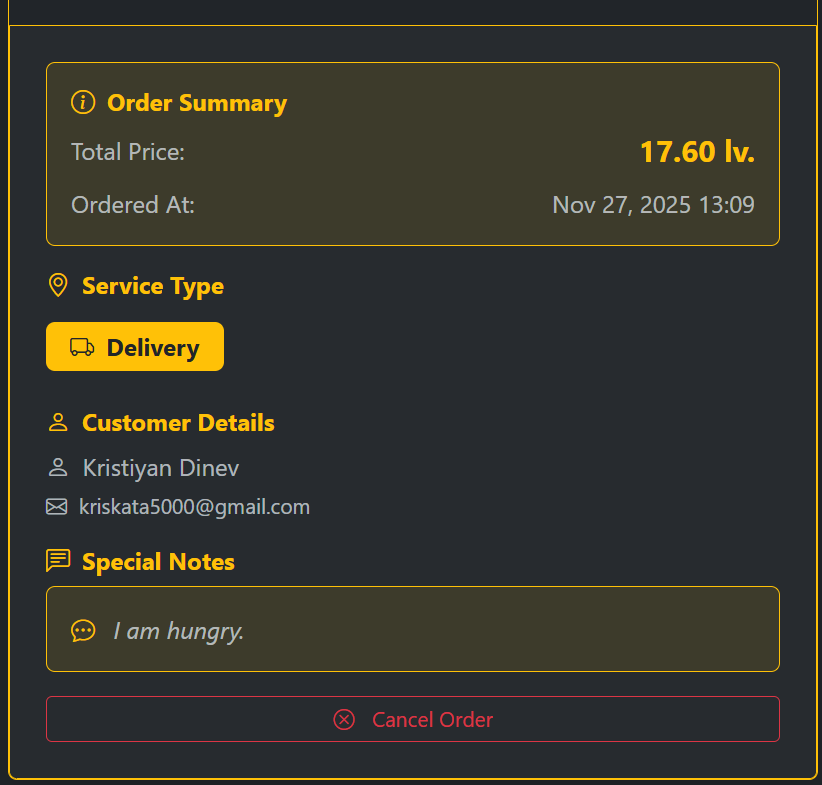 Order Summary
Total Price: 17.60 lv.
Ordered At: Nov 27, 2025 13:09
Service Type
Delivery
Customer Details
Kristiyan Dinev
kriskata5000@gmail.com
Special Notes
I am hungry.
Cancel Order